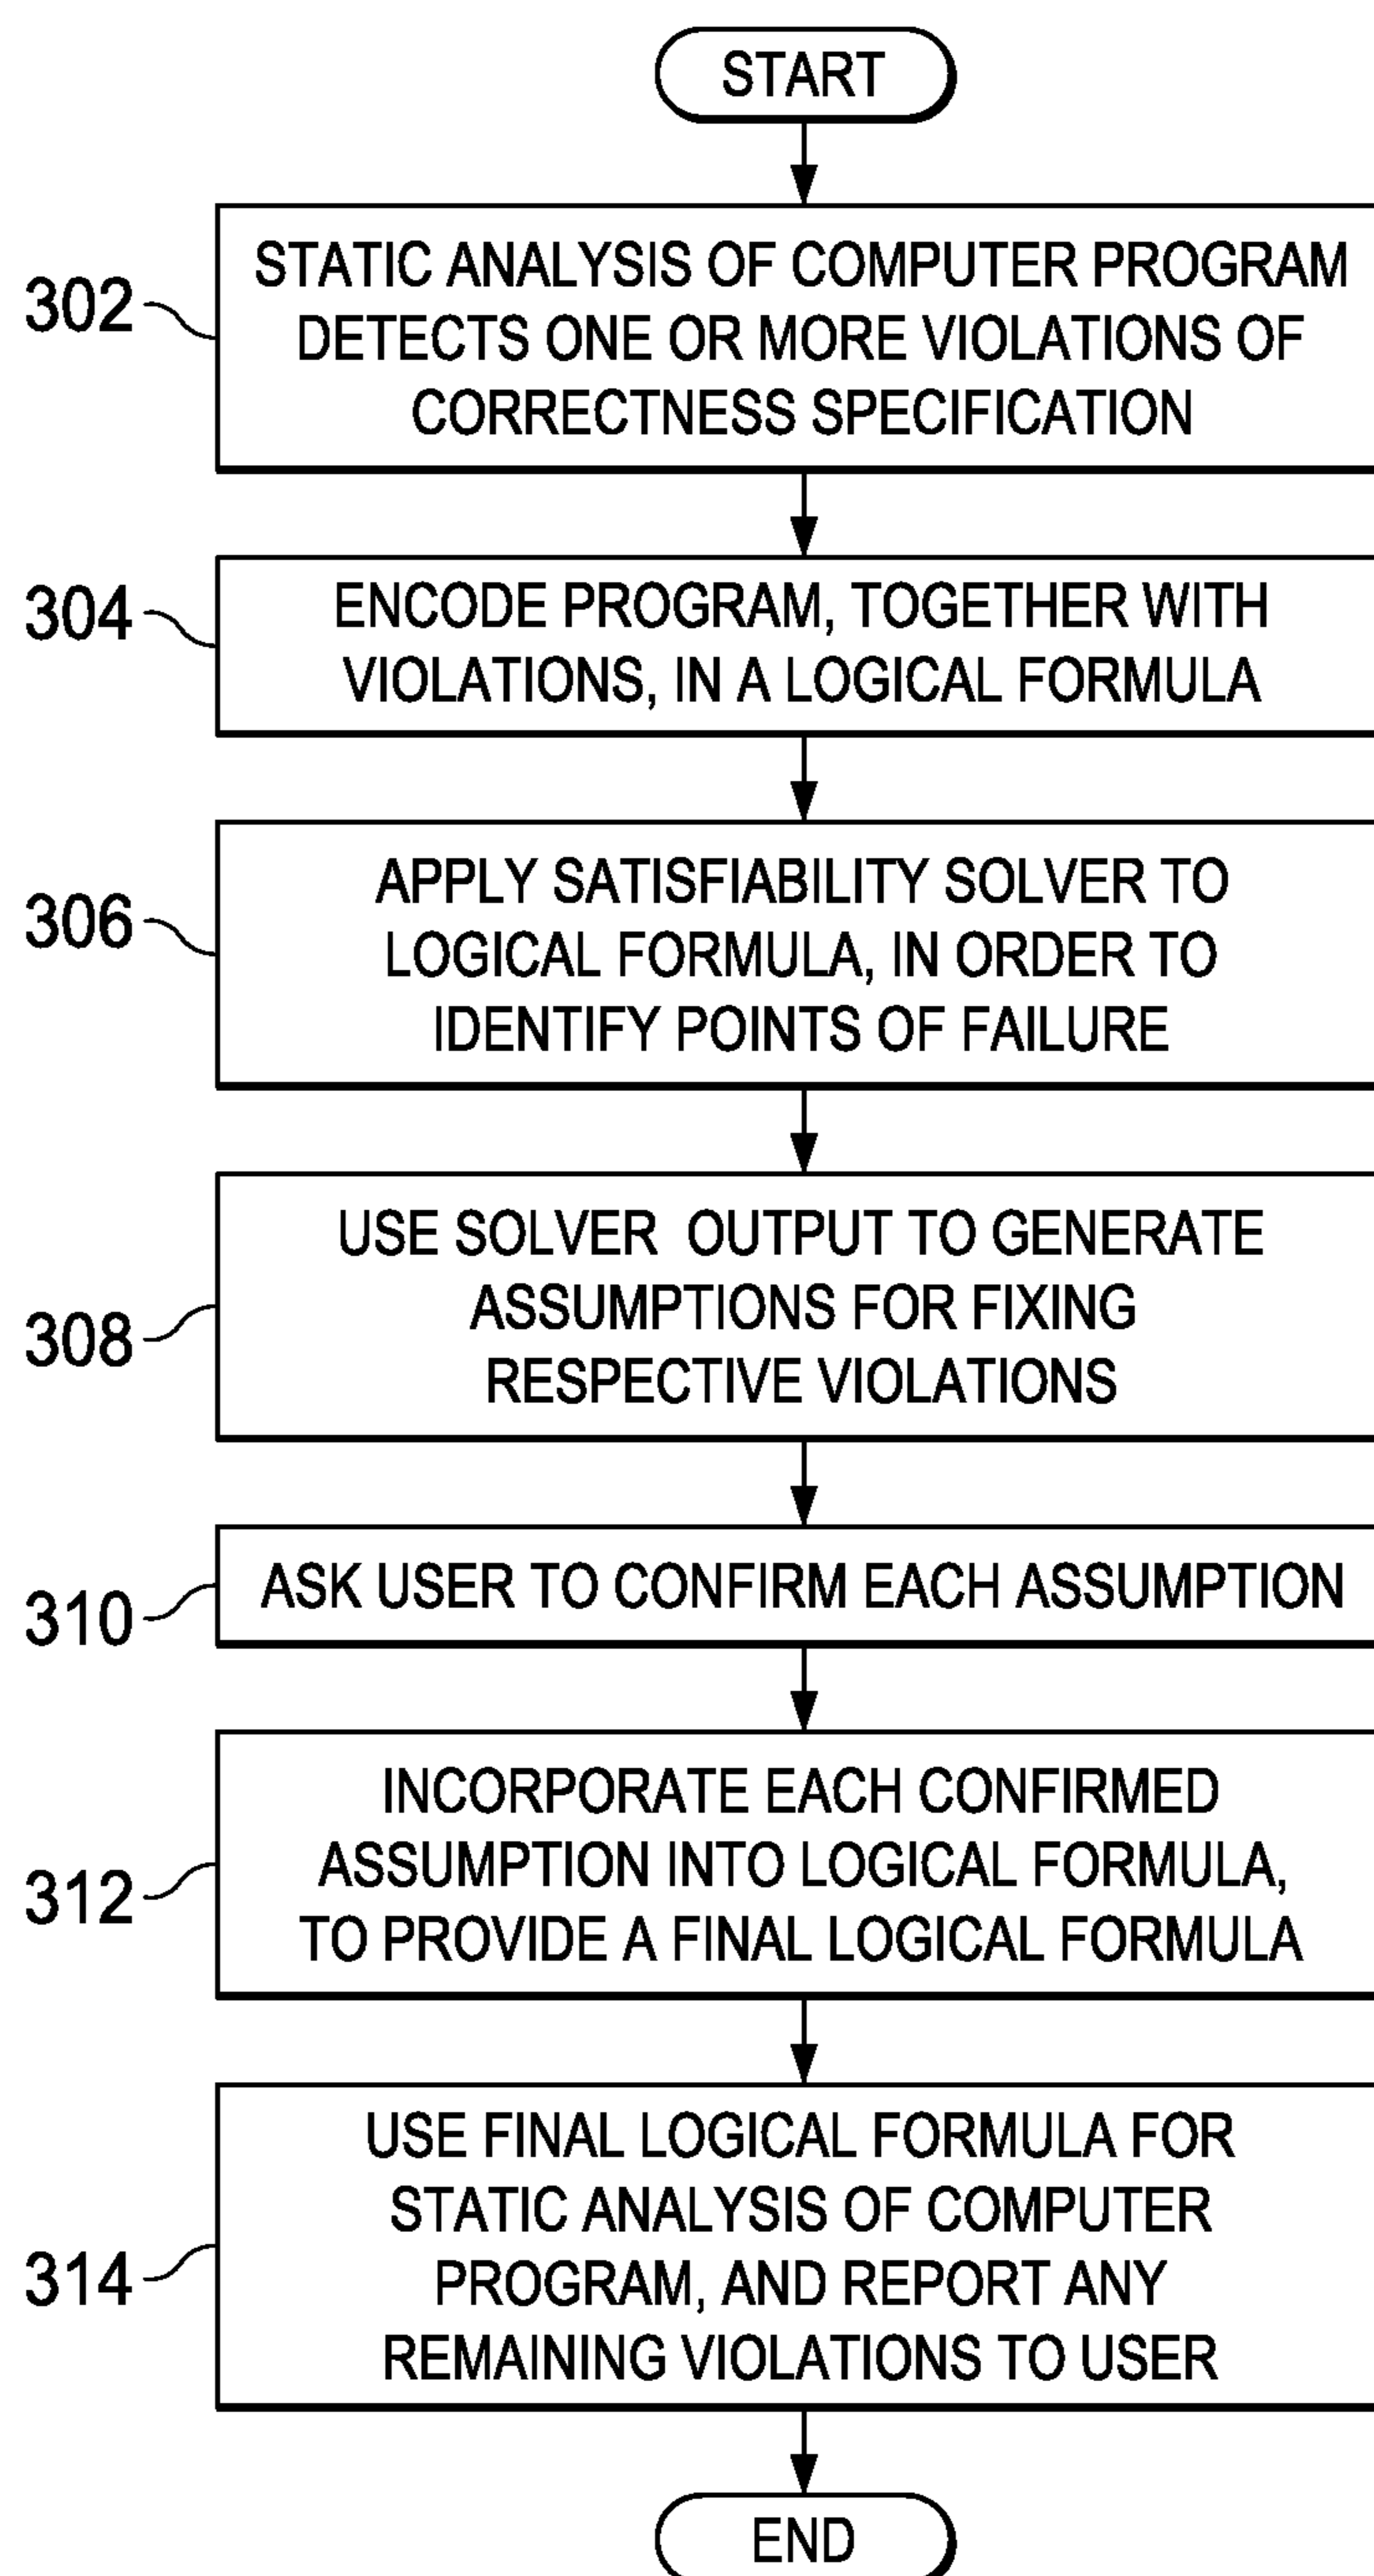 START
302
STATIC ANALYSIS OF COMPUTER PROGRAM
DETECTS ONE OR MORE VIOLATIONS OF
CORRECTNESS SPECIFICATION
304
ENCODE PROGRAM, TOGETHER WITH
VIOLATIONS, IN A LOGICAL FORMULA
306
APPLY SATISFIABILITY SOLVER TO
LOGICAL FORMULA, IN ORDER TO
IDENTIFY POINTS OF FAILURE
308
USE SOLVER OUTPUT TO GENERATE
ASSUMPTIONS FOR FIXING
RESPECTIVE VIOLATIONS
310
ASK USER TO CONFIRM EACH ASSUMPTION
312
INCORPORATE EACH CONFIRMED
ASSUMPTION INTO LOGICAL FORMULA,
TO PROVIDE A FINAL LOGICAL FORMULA
314
USE FINAL LOGICAL FORMULA FOR
STATIC ANALYSIS OF COMPUTER
PROGRAM, AND REPORT ANY
REMAINING VIOLATIONS TO USER
END